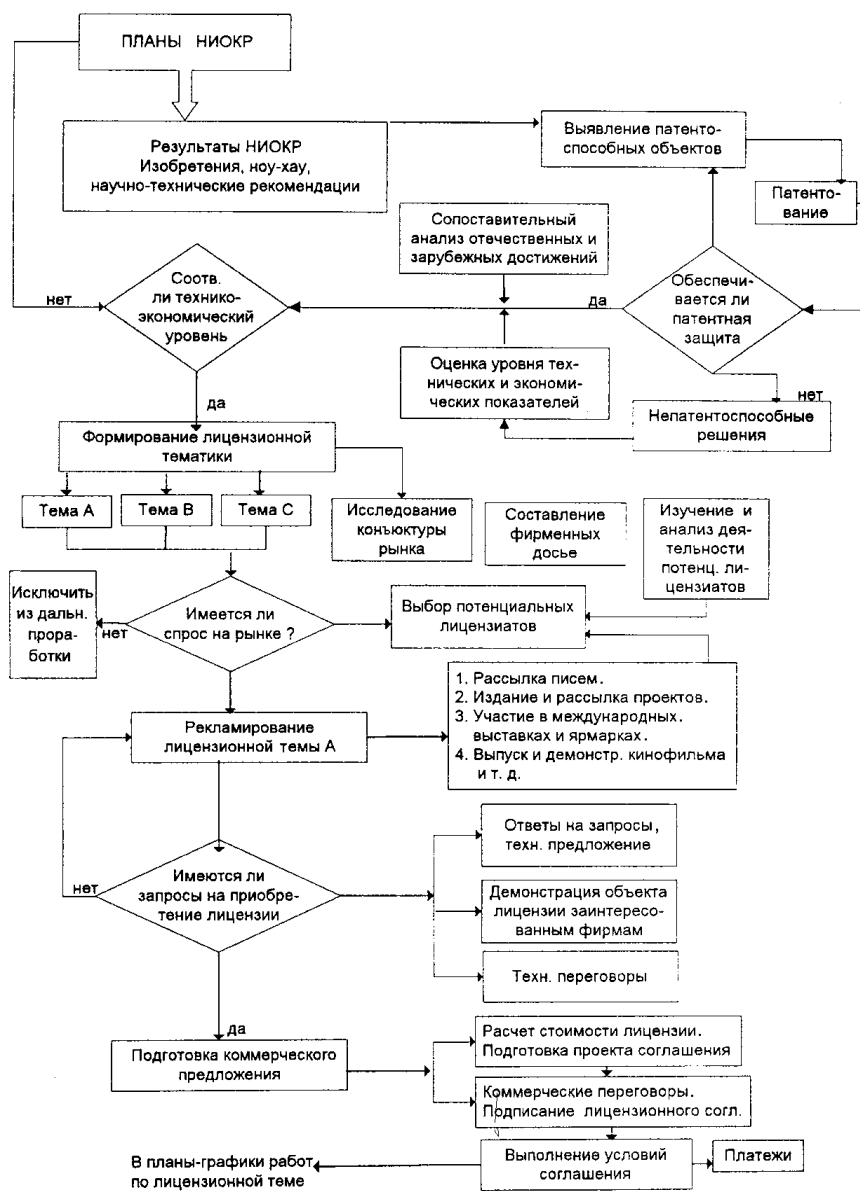 ПЛАНЫ НИОКР
Результаты НИОКР
Изобретения, ноу-хау,
научно-технические рекомендации
Выявление патенто-
способных объектов
Патенто-
вание
Сопоставительный
анализ отечественных и
зарубежных достижений
Соотв.
ли технико-
экономический
уровень
нет
да
Обеспечи-
вается ли
патентная
защита
да
нет
Оценка уровня тех-
нических и экономи-
ческих показателей
Непатентоспособные
решения
Формирование лицензионной
тематики
Тема А
Тема В
Тема С
Исследование
конъюктуры
рынка
Составление
фирменных
досье
Изучение и
анализ дея-
тельности
потенц. ли-
цензиатов
Исключить
из дальн.
прора-
ботки
нет
Имеется ли
спрос на рынке ?
Выбор потенциальных
лицензиатов
Рекламирование
лицензионной темы А
1. Рассылка писем.
2. Издание и рассылка проектов.
3. Участие в международных.
выставках и ярмарках.
4. Выпуск и демонстр. кинофильма
и т. д.
Имеются ли
запросы на приобре-
тение лицензии
нет
да
Ответы на запросы,
техн. предложение
Демонстрация объекта
лицензии заинтересо-
ванным фирмам
Техн. переговоры
Подготовка коммерческого
предложения
Расчет стоимости лицензии.
Подготовка проекта соглашения
Коммерческие переговоры.
Подписание лицензионного согл.
Выполнение условий
соглашения
Платежи
В планы-графики работ
по лицензионной теме